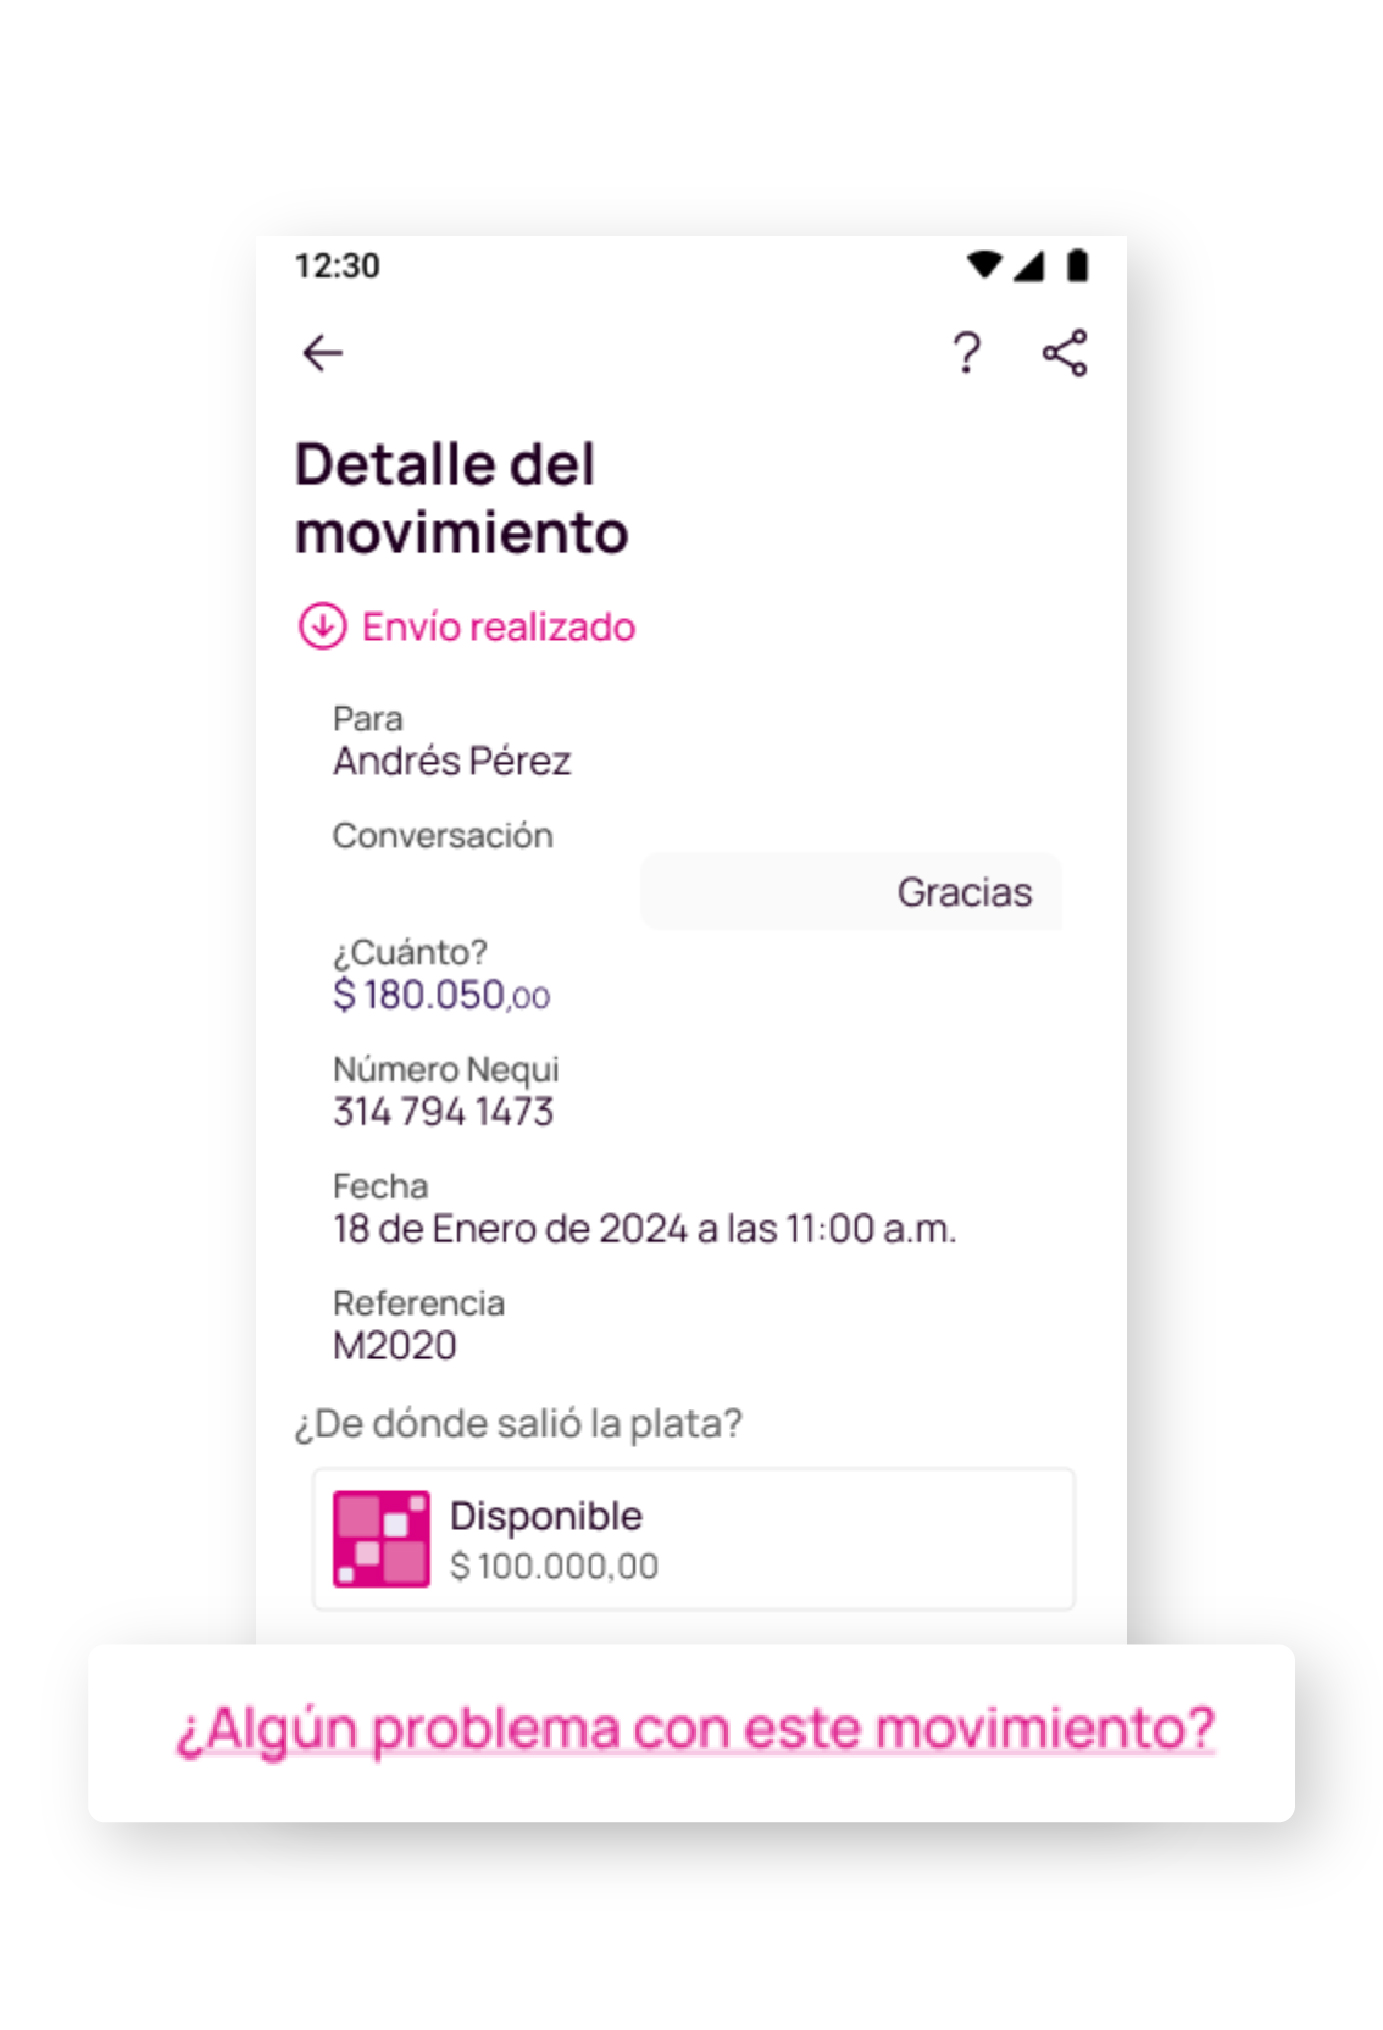 12:30
?
Detalle del
movimiento
Envío realizado
Para
Andrés Pérez
Conversación
Gracias
¿Cuánto?
$ 180.050,00
Número Nequi
314 794 1473
Fecha
18 de Enero de 2024 a las 11:00 a.m.
Referencia
M2020
¿De dónde salió la plata?
Disponible
$ 100.000,00
¿Algún problema con este movimiento?